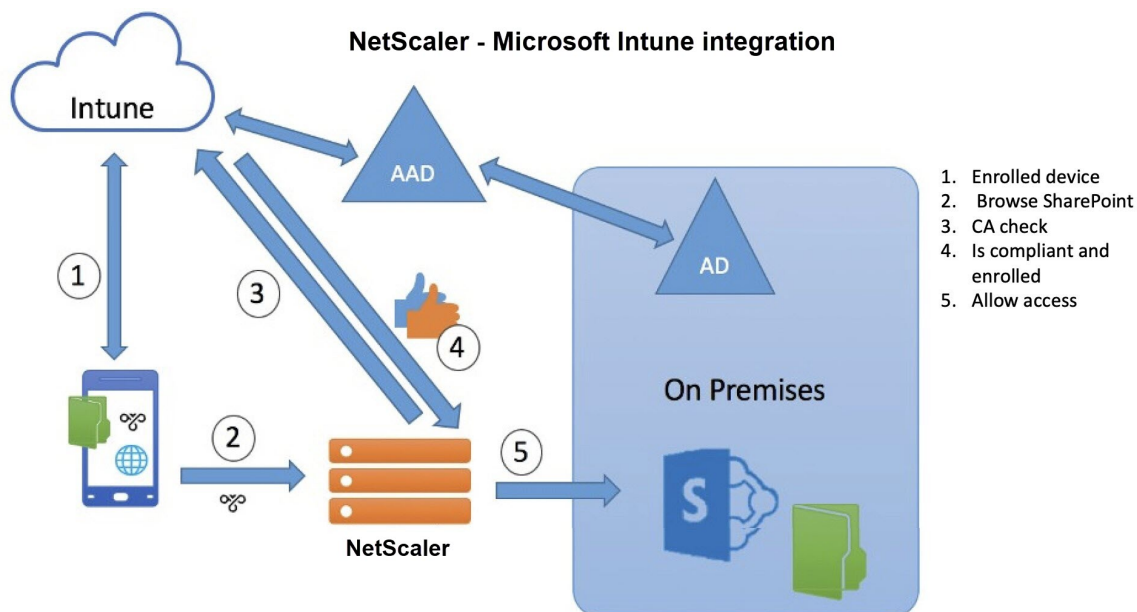 NetScaler - Microsoft Intune integration
Intune
AAD
AD
1
3
4
2
5
On Premises
S
NetScaler
1. Enrolled device
2. Browse SharePoint
3. CA check
4. Is compliant and
enrolled
5. Allow access